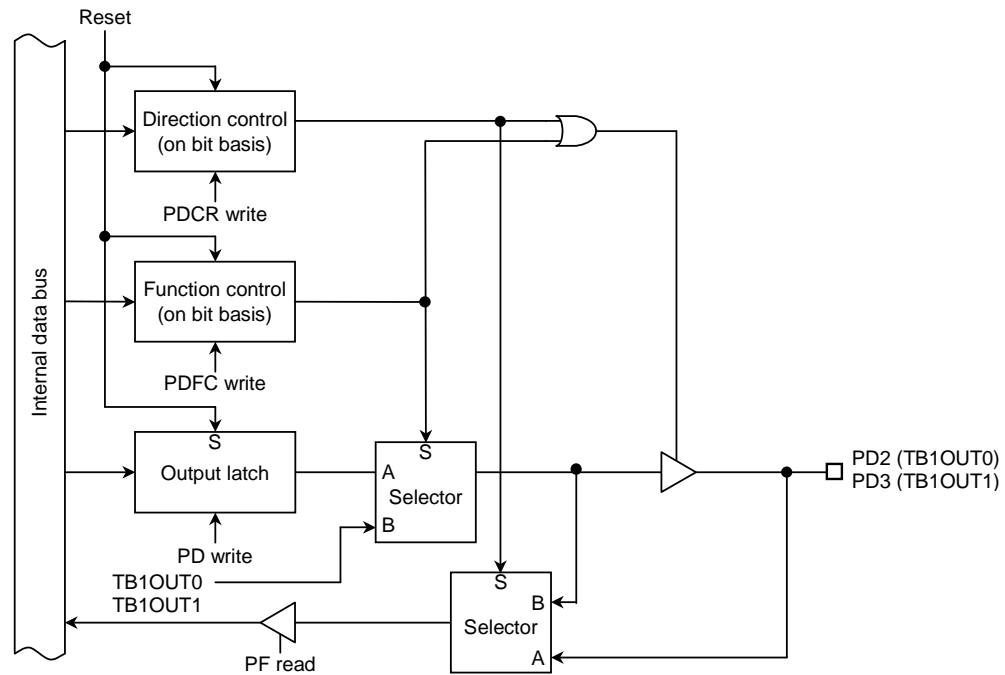 Reset
Direction control
(on bit basis)
PDCR write
Function control
(on bit basis)
PDFC write
Internal data bus
S
Output latch
PD write
S
A
Selector
B
TB1OUT0
TB1OUT1
PD2 (TB1OUT0)
PD3 (TB1OUT1)
S
B
Selector
A
PF read